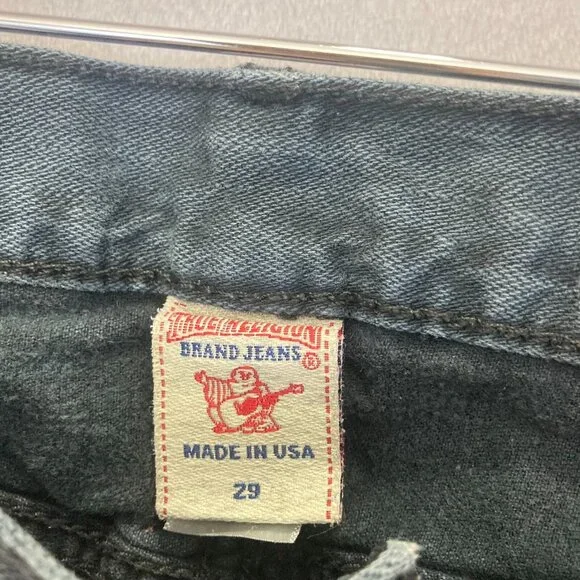 TRUE RELIGION
BRAND JEANS ®
MADE IN USA
29